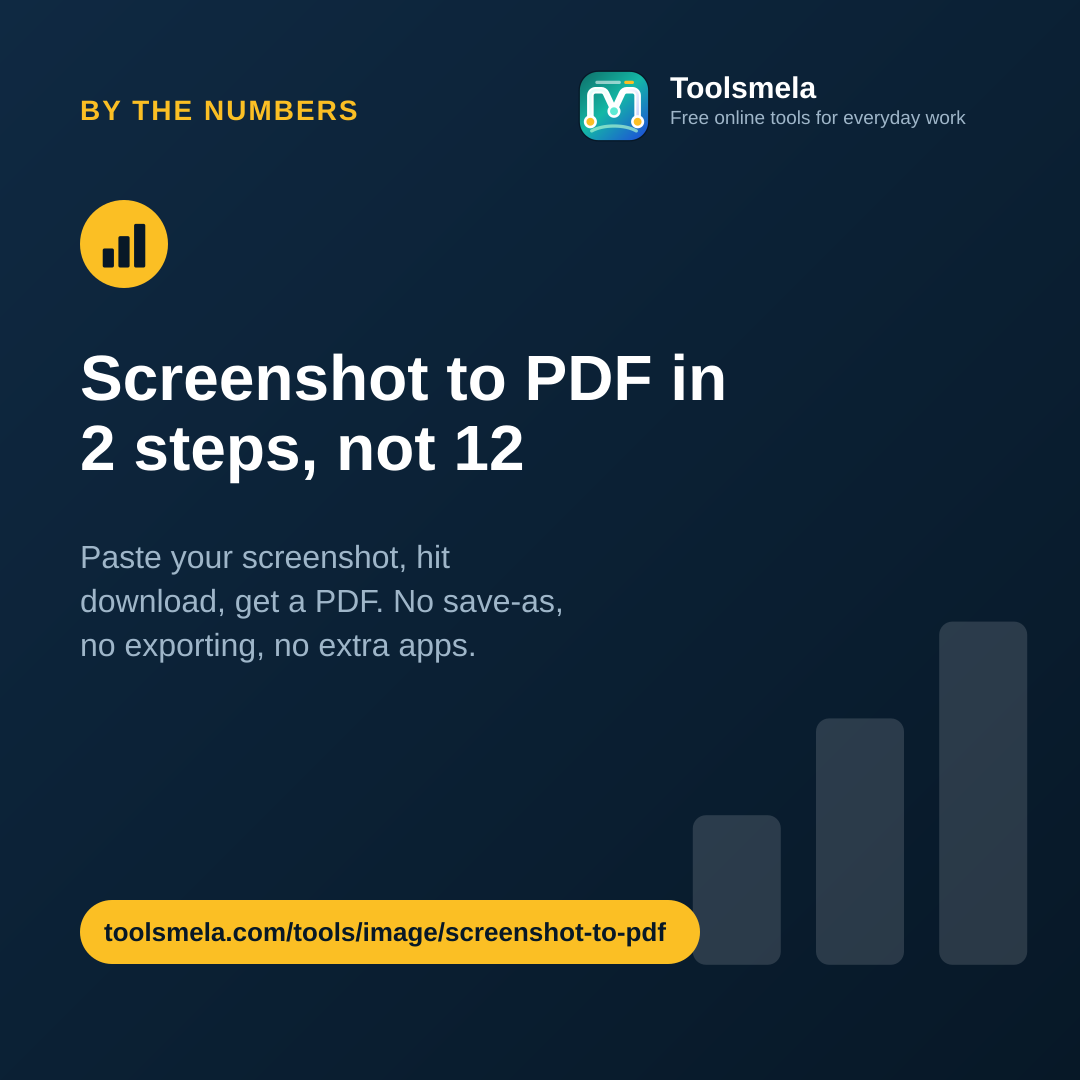 BY THE NUMBERS
Toolsmela
Free online tools for everyday work
Screenshot to PDF in
2 steps, not 12
Paste your screenshot, hit
download, get a PDF. No save-as,
no exporting, no extra apps.
toolsmela.com/tools/image/screenshot-to-pdf